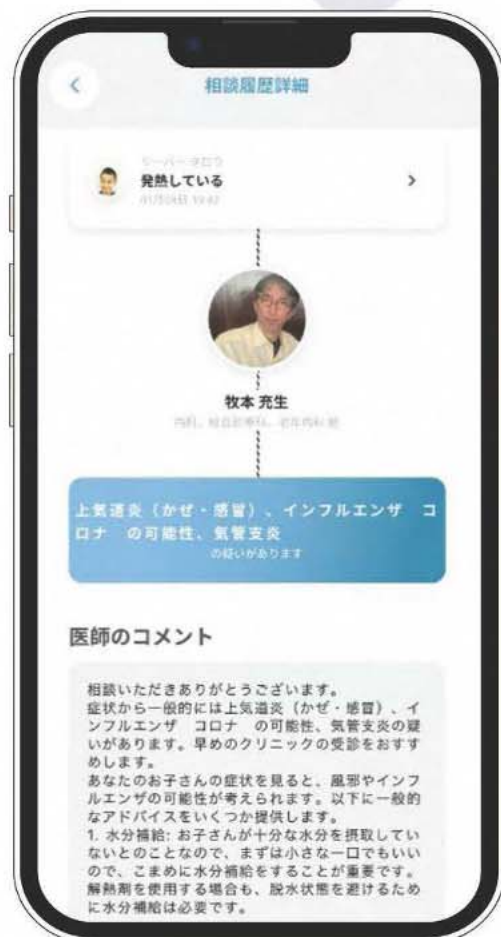 相談履歴詳細
発熱している
牧本 充生
上気道炎（かぜ・感冒）、インフルエンザ　コ
ロナ　の可能性、気管支炎
の疑いがあります
医師のコメント
相談いただきありがとうございます。
症状から一般的には上気道炎（かぜ・感冒）、イ
ンフルエンザ　コロナ　の可能性、気管支炎の疑
いがあります。早めのクリニックの受診をおすす
めします。
あなたのお子さんの症状を見ると、風邪やインフ
ルエンザの可能性が考えられます。以下に一般的
なアドバイスをいくつか提供します。
1. 水分補給: お子さんが十分な水分を摂取してい
ないとのことなので、まずは小さな一口でもいい
ので、こまめに水分補給をすることが重要です。
解熱剤を使用する場合も、脱水状態を避けるため
に水分補給は必要です。